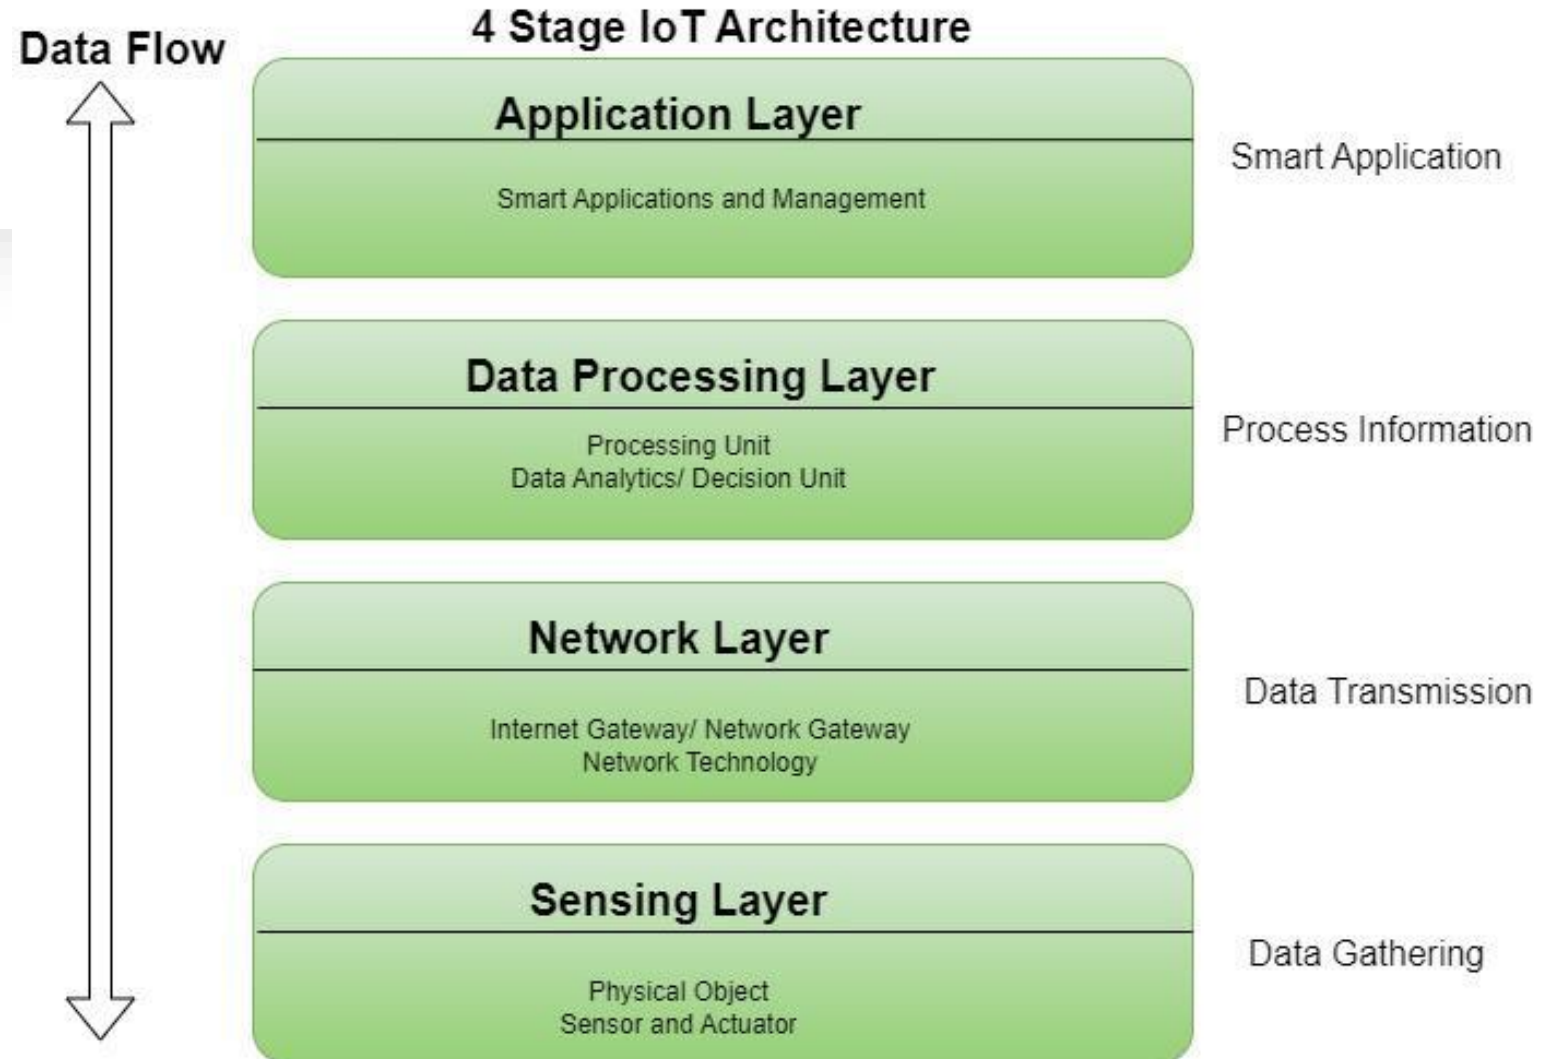 4 Stage IoT Architecture
Data Flow
Application Layer
Smart Applications and Management
Smart Application
Data Processing Layer
Processing Unit
Data Analytics/ Decision Unit
Process Information
Network Layer
Internet Gateway/ Network Gateway
Network Technology
Data Transmission
Sensing Layer
Physical Object
Sensor and Actuator
Data Gathering